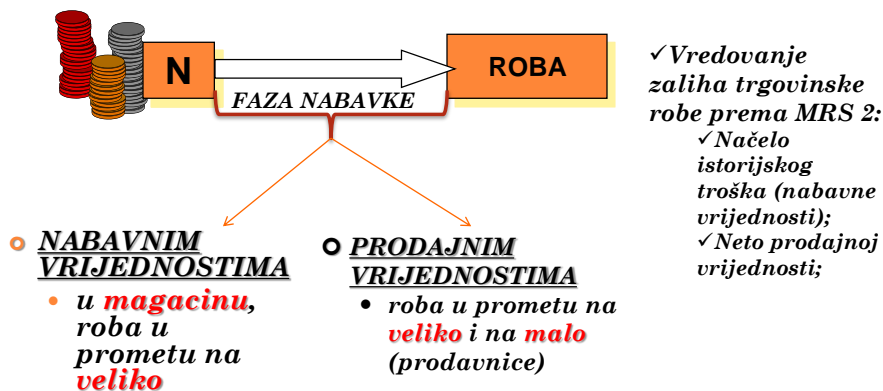 N
ROBA
FAZA NABAVKE
✓Vredovanje
zaliha trgovinske
robe prema MRS 2:
✓Načelo
istorijskog
troška (nabavne
vrijednosti);
✓Neto prodajnoj
vrijednosti;
NABAVNIM
VRIJEDNOSTIMA
• u magacinu,
roba u
prometu na
veliko
PRODAJNIM
VRIJEDNOSTIMA
• roba u prometu na
veliko i na malo
(prodavnice)